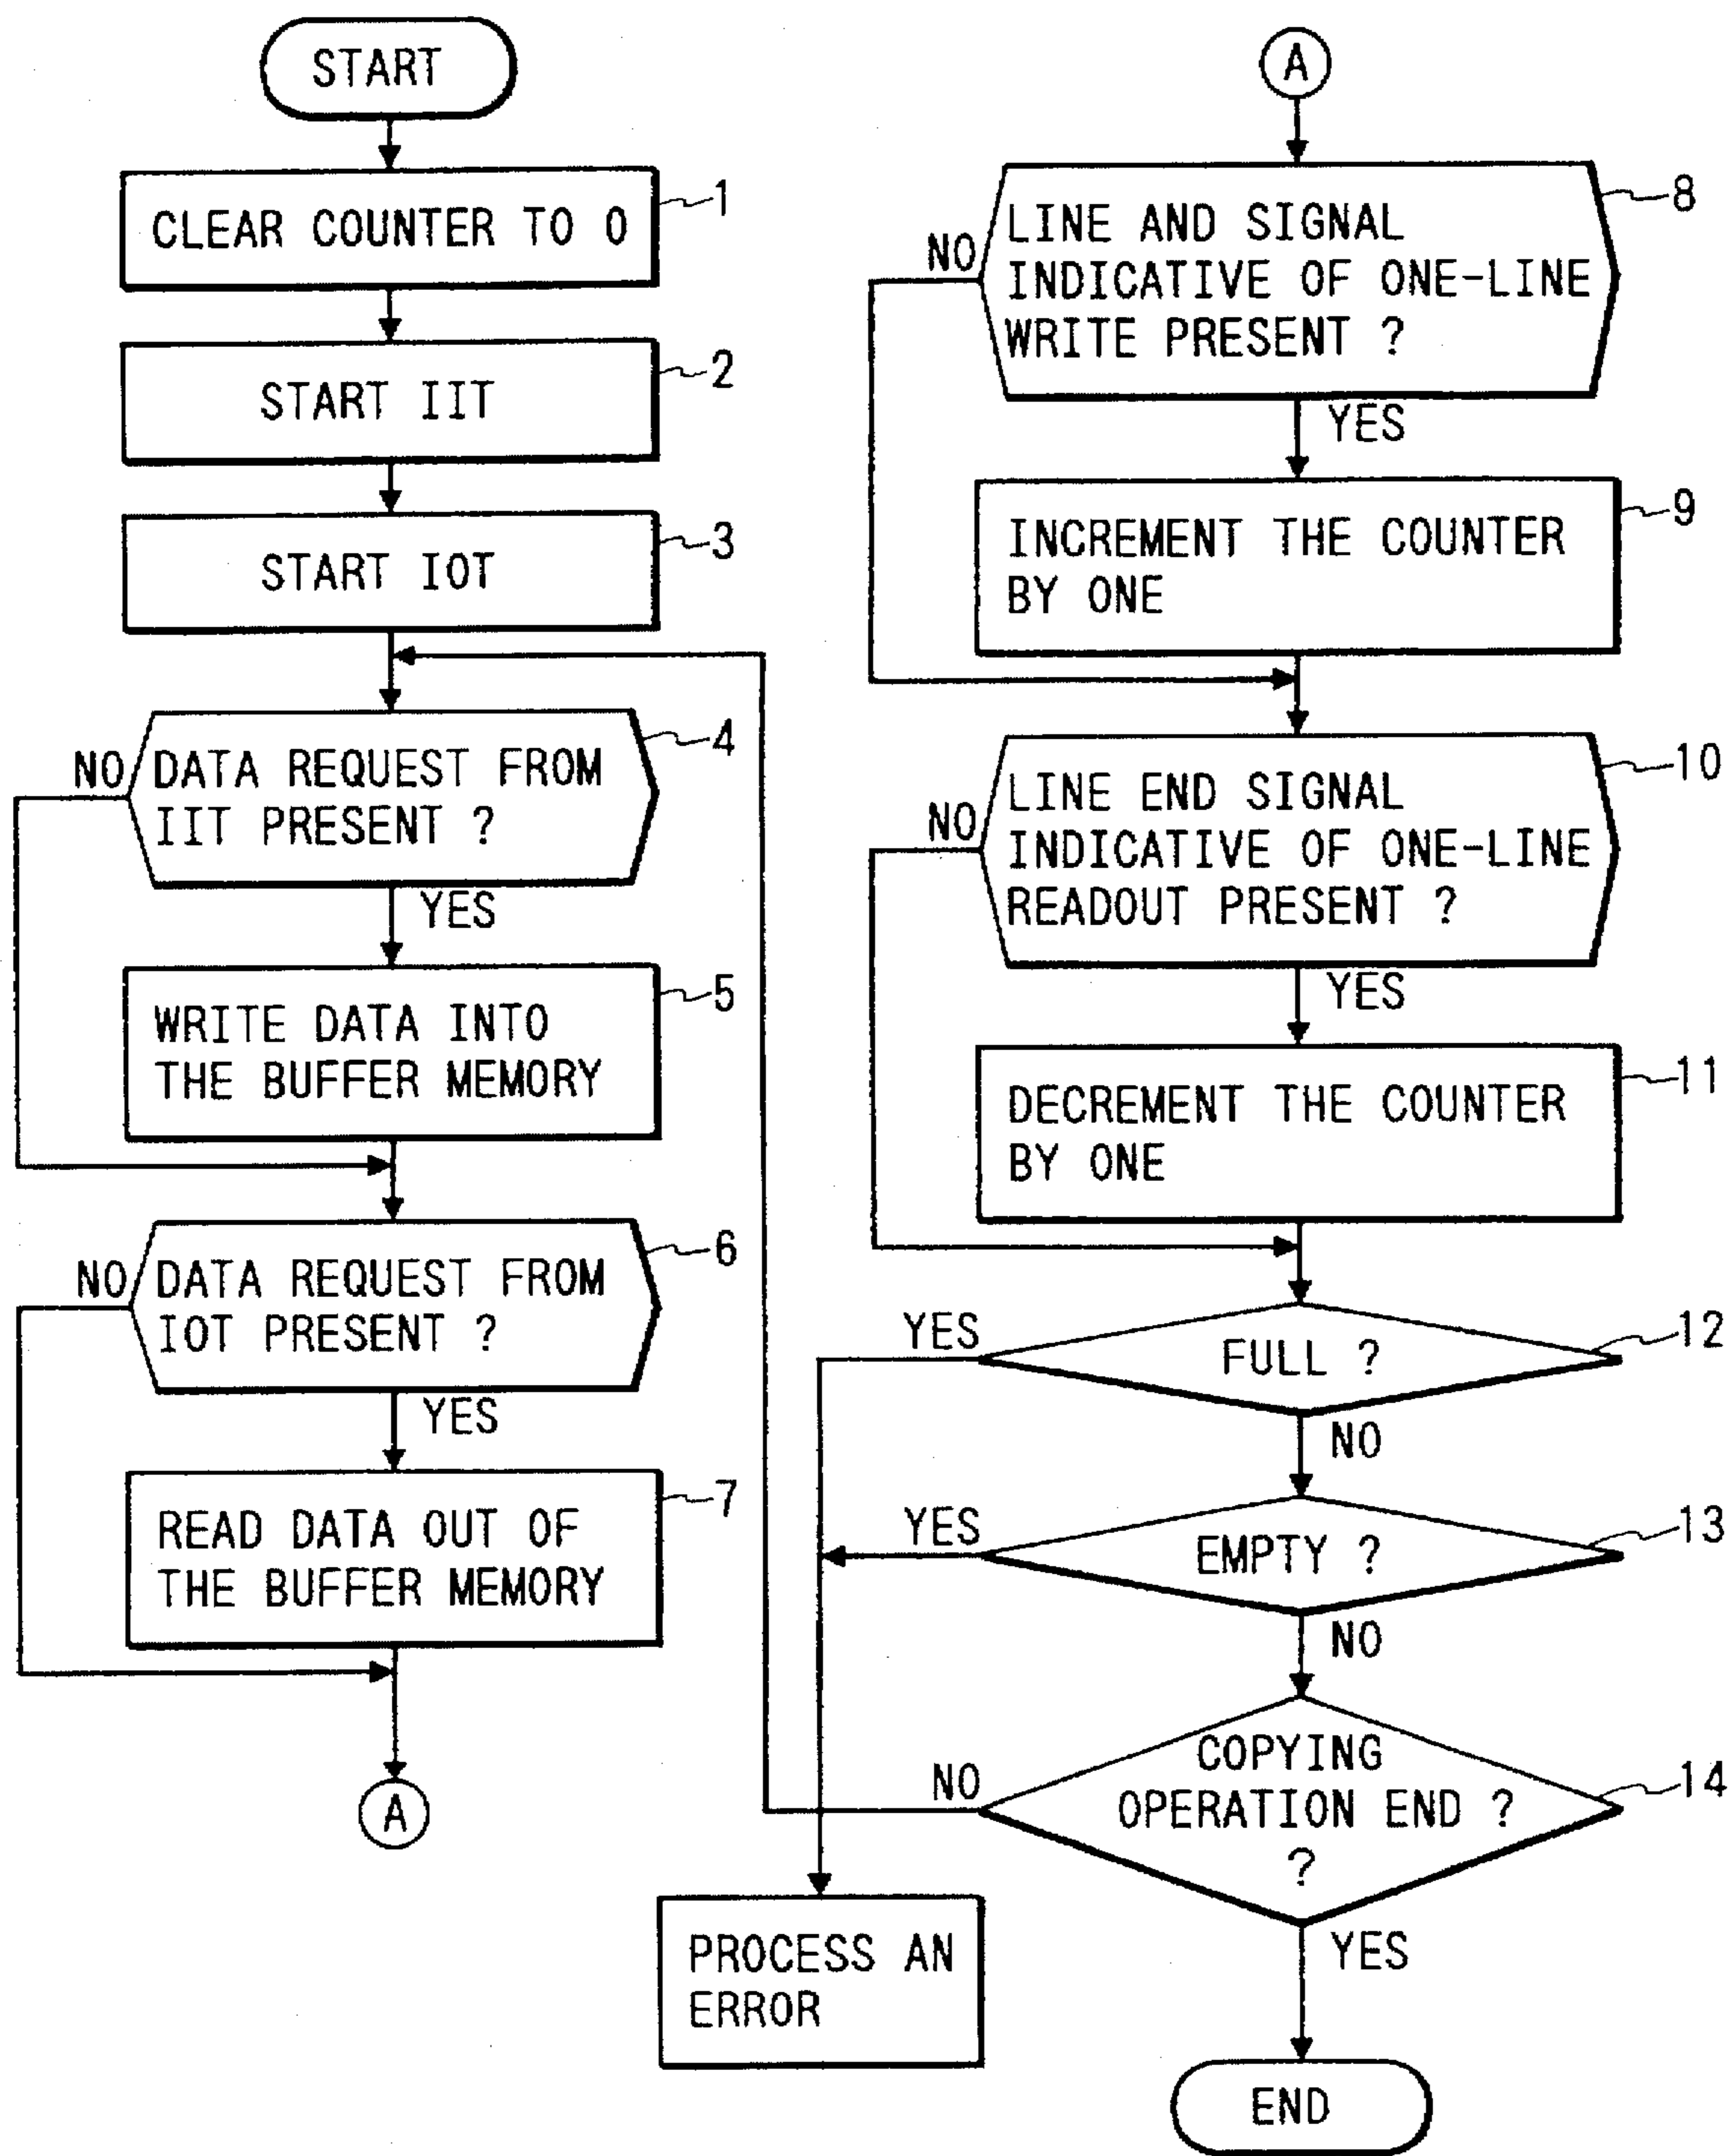 START
CLEAR COUNTER TO 0
1
START IIT
2
START IOT
3
DATA REQUEST FROM
IIT PRESENT ?
4
NO
YES
WRITE DATA INTO
THE BUFFER MEMORY
5
DATA REQUEST FROM
IOT PRESENT ?
6
NO
YES
READ DATA OUT OF
THE BUFFER MEMORY
7
A
A
LINE AND SIGNAL
INDICATIVE OF ONE-LINE
WRITE PRESENT ?
8
NO
YES
INCREMENT THE COUNTER
BY ONE
9
LINE END SIGNAL
INDICATIVE OF ONE-LINE
READOUT PRESENT ?
10
NO
YES
DECREMENT THE COUNTER
BY ONE
11
FULL ?
12
YES
NO
EMPTY ?
13
YES
NO
COPYING
OPERATION END ?
?
14
NO
YES
PROCESS AN
ERROR
END